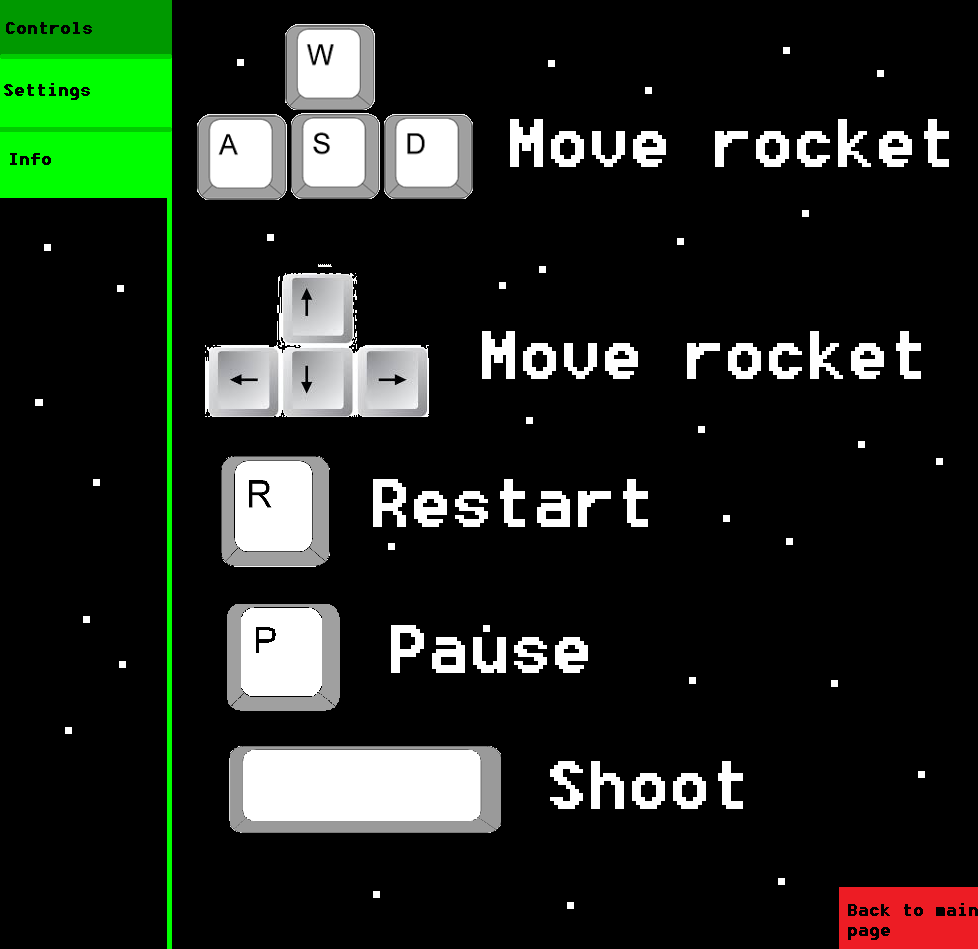 Controls
Settings
Info
W
A S D
Move rocket
↑
← ↓ →
Move rocket
R
Restart
P
Pause
Shoot
Back to main
page